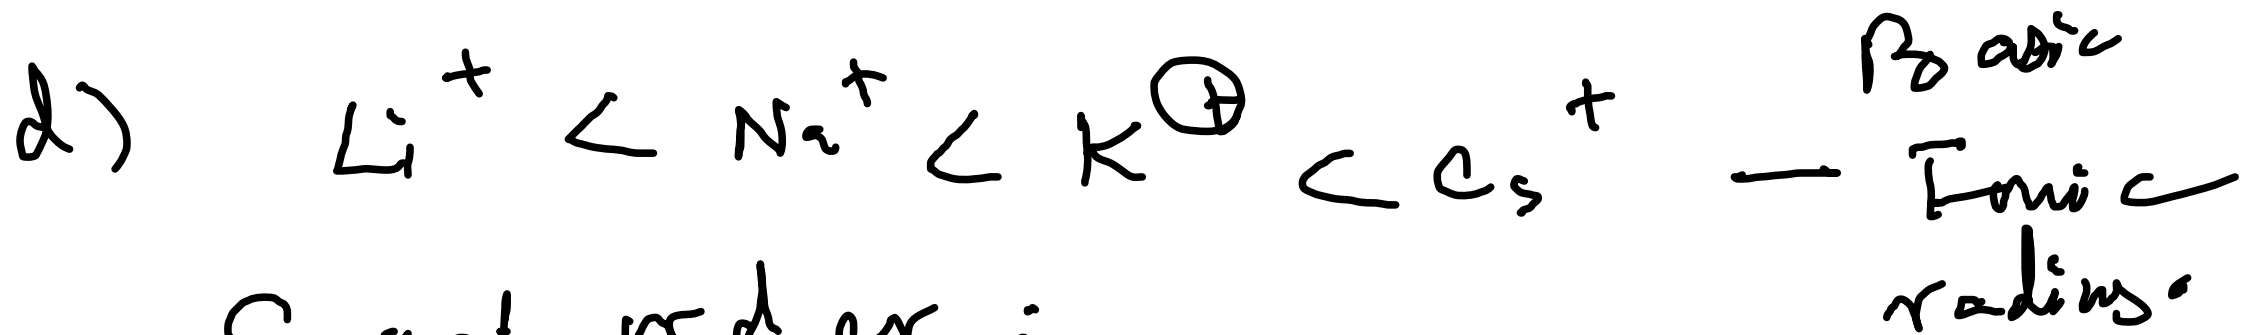 d) Li⁺ < Na⁺ < K⊕ < Cs⁺ — Basic
Ionic
radius.